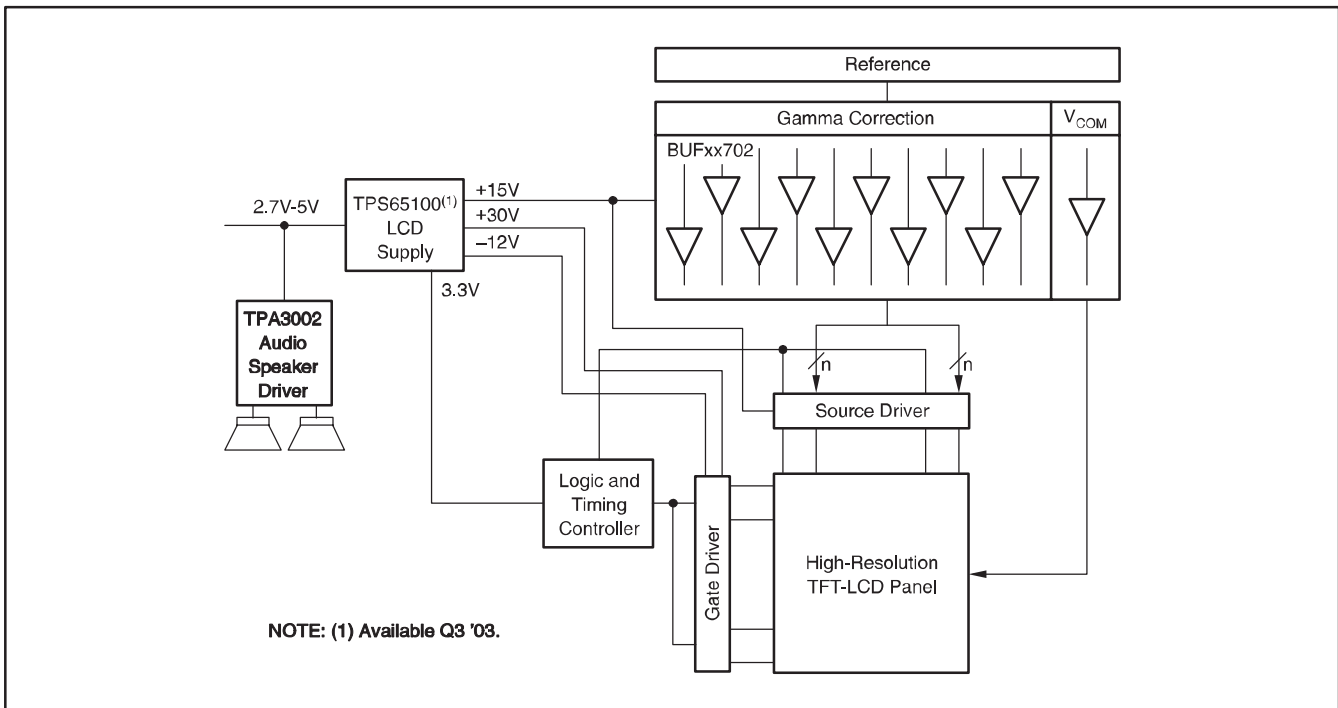 Reference
Gamma Correction
V_COM
BUFxx702
2.7V-5V
TPS65100(1)
LCD
Supply
+15V
+30V
–12V
3.3V
TPA3002
Audio
Speaker
Driver
n
n
Source Driver
Logic and
Timing
Controller
Gate Driver
High-Resolution
TFT-LCD Panel
NOTE: (1) Available Q3 '03.